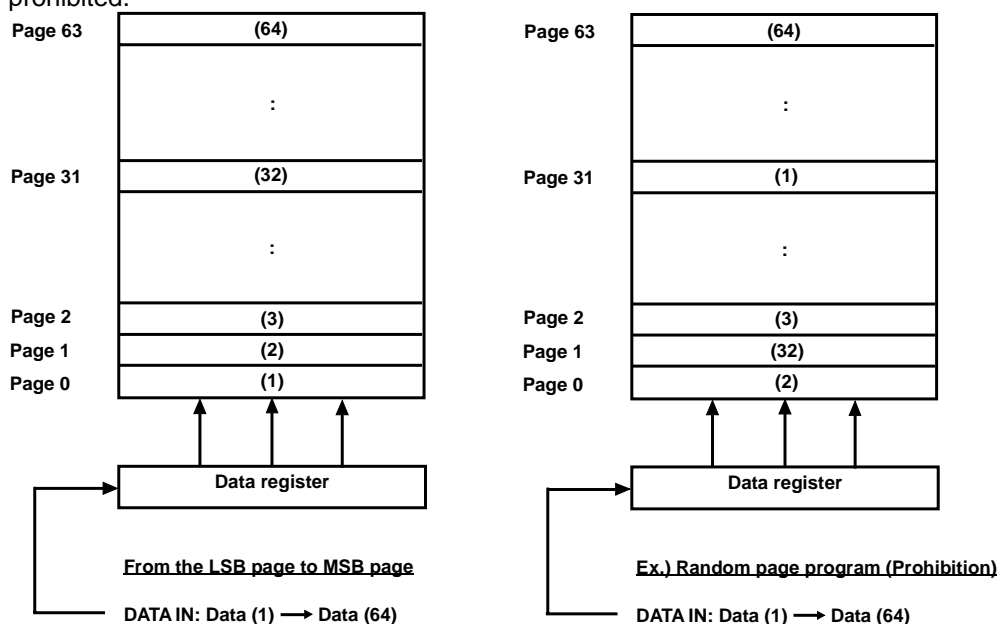 prohibited.
Page 63 (64)
:
Page 31 (32)
:
Page 2 (3)
Page 1 (2)
Page 0 (1)
Data register
From the LSB page to MSB page
DATA IN: Data (1) → Data (64)
Page 63 (64)
:
Page 31 (1)
:
Page 2 (3)
Page 1 (32)
Page 0 (2)
Data register
Ex.) Random page program (Prohibition)
DATA IN: Data (1) → Data (64)